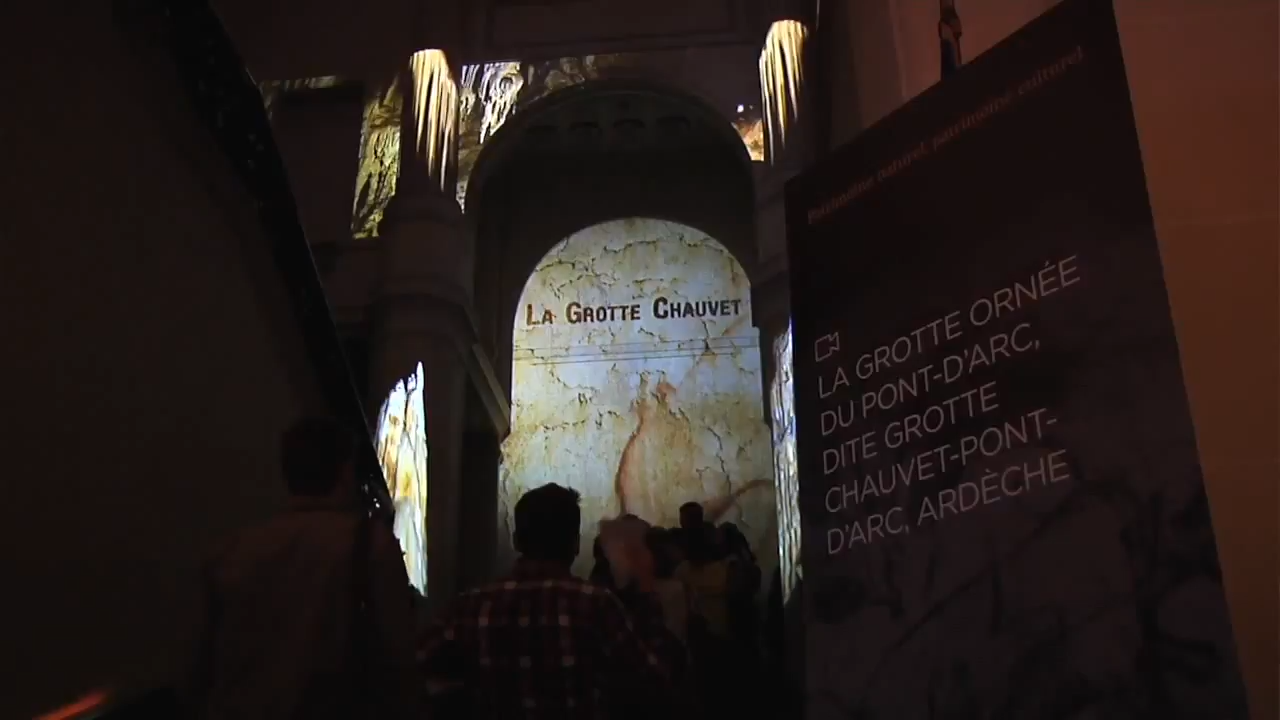 LA GROTTE CHAUVET
Patrimoine naturel, patrimoine culturel
LA GROTTE ORNÉE
DU PONT-D'ARC,
DITE GROTTE
CHAUVET-PONT-
D'ARC, ARDÈCHE